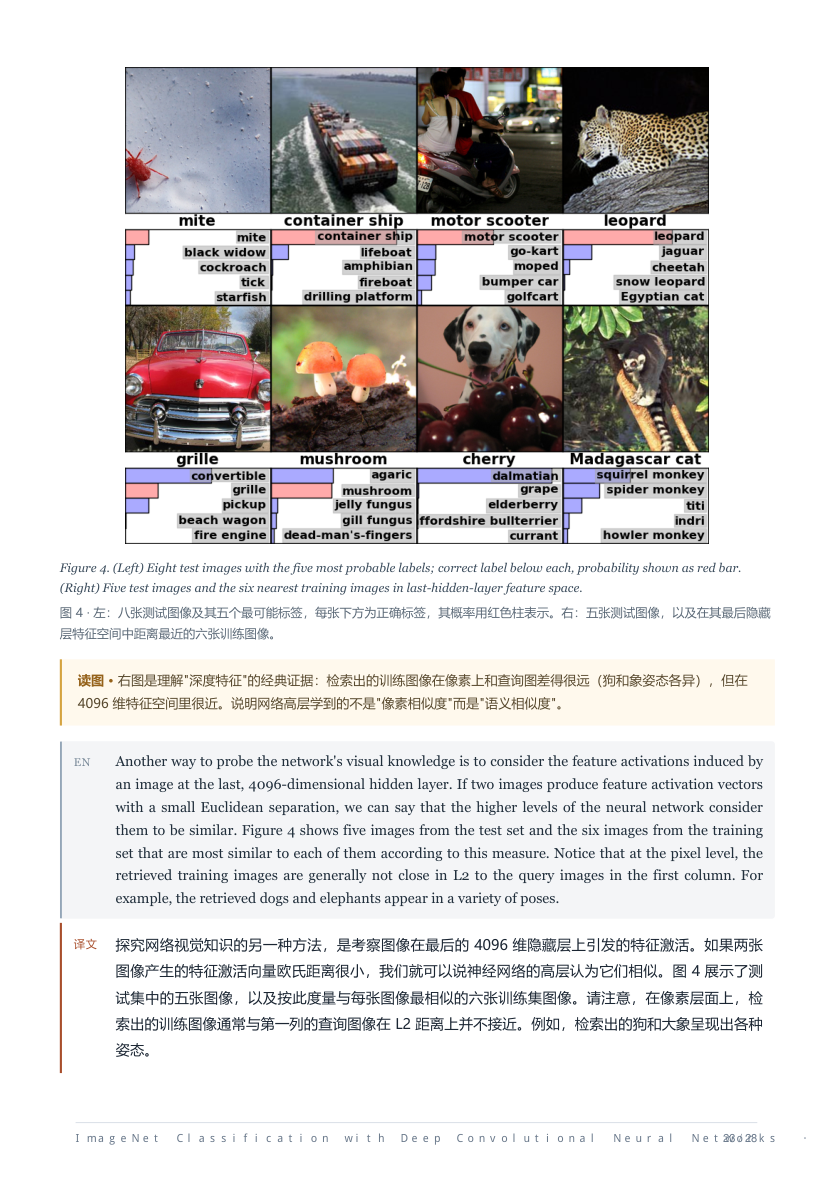 mite container ship motor scooter leopard
mite container ship motor scooter leopard
black widow lifeboat go-kart jaguar
cockroach amphibian moped cheetah
tick fireboat bumper car snow leopard
starfish drilling platform golfcart Egyptian cat
grille mushroom cherry Madagascar cat
convertible agaric dalmatian squirrel monkey
grille mushroom grape spider monkey
pickup jelly fungus elderberry titi
beach wagon gill fungus ffordshire bullterrier indri
fire engine dead-man's-fingers currant howler monkey
Figure 4. (Left) Eight test images with the five most probable labels; correct label below each, probability shown as red bar.
(Right) Five test images and the six nearest training images in last-hidden-layer feature space.
图 4 · 左：八张测试图像及其五个最可能标签，每张下方为正确标签，其概率用红色柱表示。右：五张测试图像，以及在其最后隐藏
层特征空间中距离最近的六张训练图像。
读图 • 右图是理解"深度特征"的经典证据：检索出的训练图像在像素上和查询图差得很远（狗和象姿态各异），但在
4096 维特征空间里很近。说明网络高层学到的不是"像素相似度"而是"语义相似度"。
EN Another way to probe the network's visual knowledge is to consider the feature activations induced by
an image at the last, 4096-dimensional hidden layer. If two images produce feature activation vectors
with a small Euclidean separation, we can say that the higher levels of the neural network consider
them to be similar. Figure 4 shows five images from the test set and the six images from the training
set that are most similar to each of them according to this measure. Notice that at the pixel level, the
retrieved training images are generally not close in L2 to the query images in the first column. For
example, the retrieved dogs and elephants appear in a variety of poses.
译文 探究网络视觉知识的另一种方法，是考察图像在最后的 4096 维隐藏层上引发的特征激活。如果两张
图像产生的特征激活向量欧氏距离很小，我们就可以说神经网络的高层认为它们相似。图 4 展示了测
试集中的五张图像，以及按此度量与每张图像最相似的六张训练集图像。请注意，在像素层面上，检
索出的训练图像通常与第一列的查询图像在 L2 距离上并不接近。例如，检索出的狗和大象呈现出各种
姿态。
ImageNet Classification with Deep Convolutional Neural Networks ·